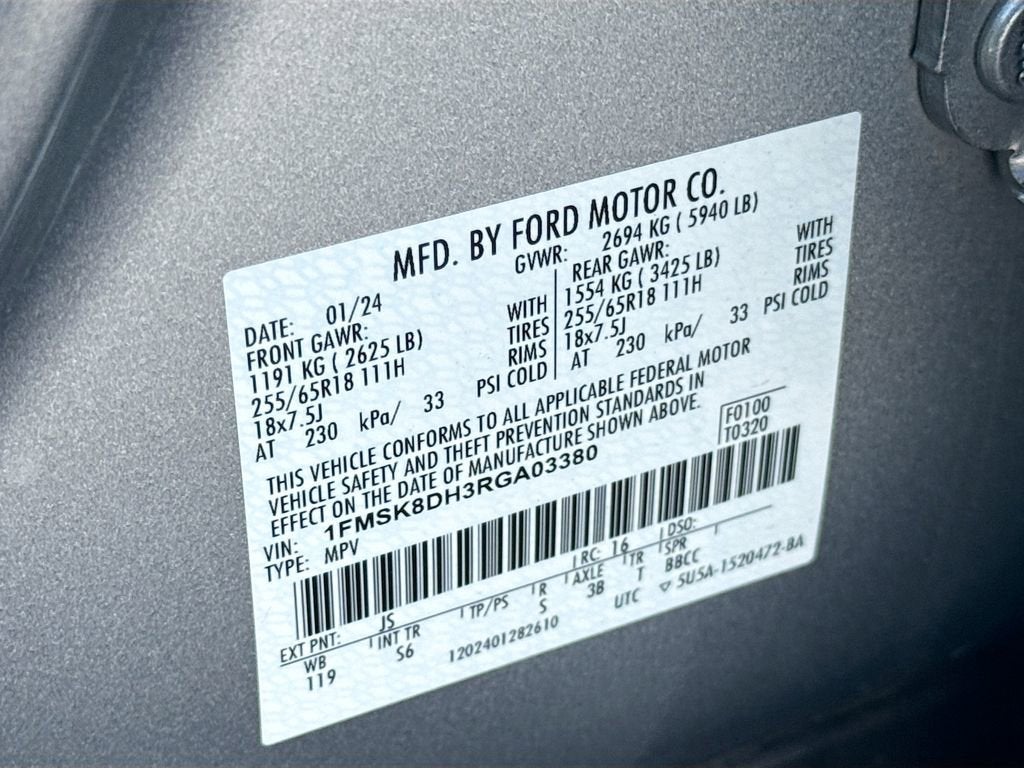 MFD. BY FORD MOTOR CO.
DATE: 01/24 GVWR: 2694 KG ( 5940 LB)
FRONT GAWR: REAR GAWR:
1191 KG ( 2625 LB) WITH 1554 KG ( 3425 LB) WITH
255/65R18 111H TIRES 255/65R18 111H TIRES
18x7.5J RIMS 18x7.5J RIMS
AT 230 kPa/ 33 PSI COLD AT 230 kPa/ 33 PSI COLD
THIS VEHICLE CONFORMS TO ALL APPLICABLE FEDERAL MOTOR
VEHICLE SAFETY AND THEFT PREVENTION STANDARDS IN
EFFECT ON THE DATE OF MANUFACTURE SHOWN ABOVE.
F0100
T0320
VIN: 1FMSK8DH3RGA03380
TYPE: MPV
EXT PNT: JS RC: 16 DSO:
WB INT TR TP/PS R AXLE TR SPR
119 S6 S 3B T BBCC
1202401282610 UTC ▽ 5U5A-1520472-BA